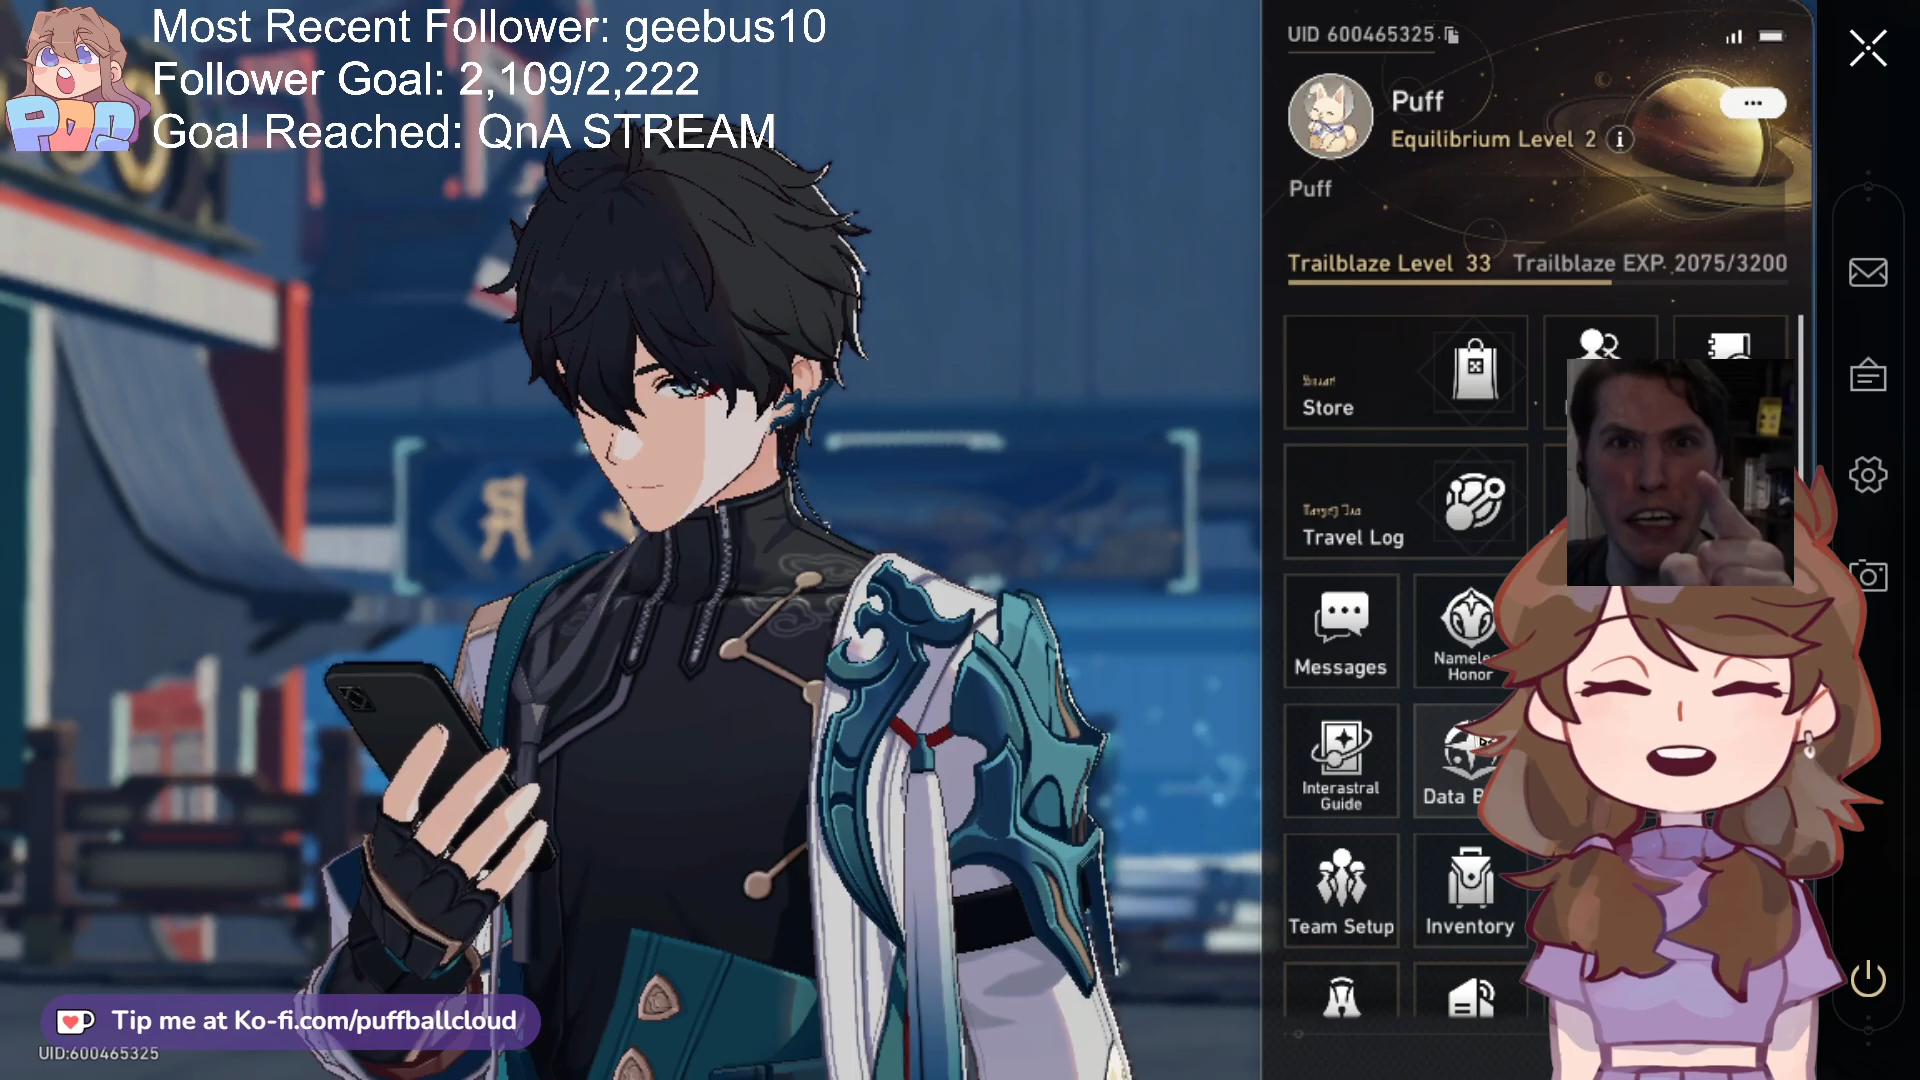 Most Recent Follower: geebus10
Follower Goal: 2,109/2,222
Goal Reached: QnA STREAM
UID 600465325
Puff
Equilibrium Level 2
Puff
Trailblaze Level 33 Trailblaze EXP. 2075/3200
Store
Travel Log
Messages
Honor
Interastral
Guide
Data
Team Setup
Inventory
Tip me at Ko-fi.com/puffballcloud
UID:600465325